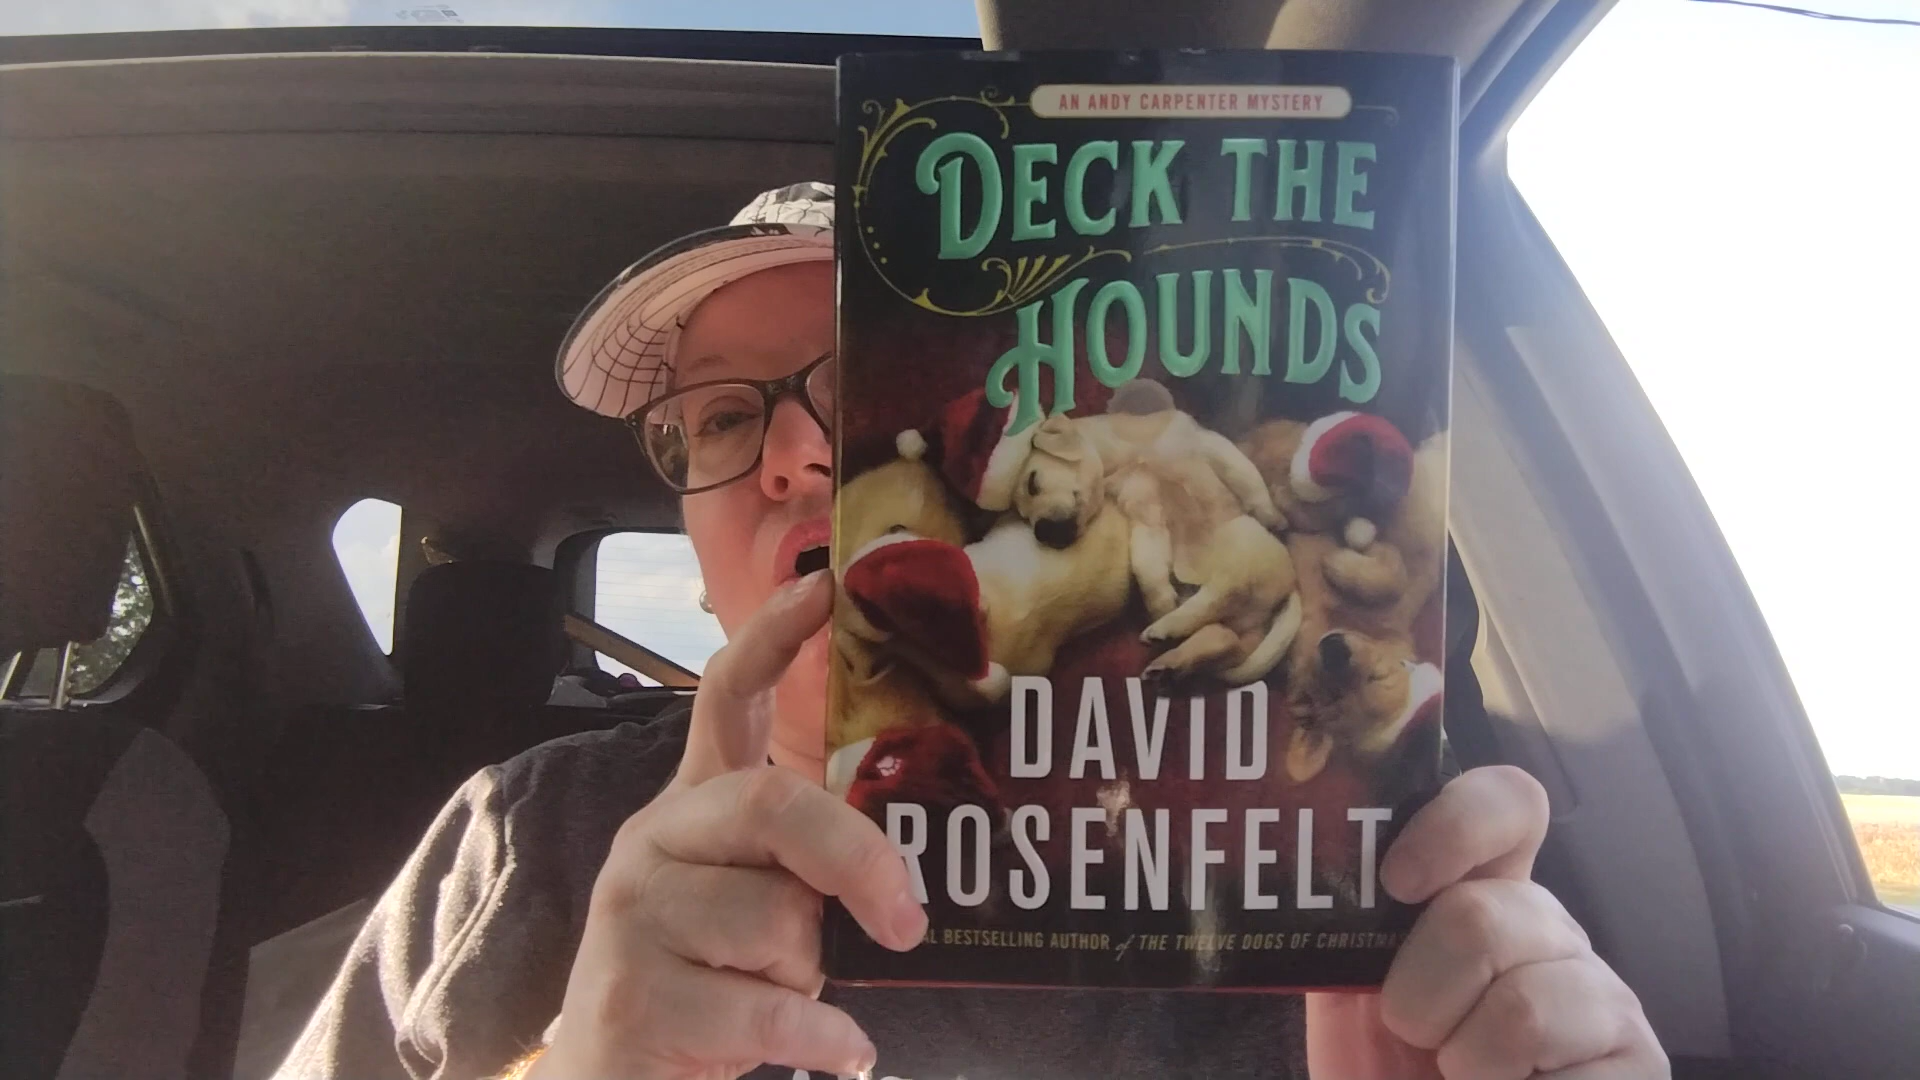 AN ANDY CARPENTER MYSTERY
DECK THE
HOUNDS
DAVID
ROSENFELT
BESTSELLING AUTHOR of THE TWELVE DOGS OF CHRISTMAS